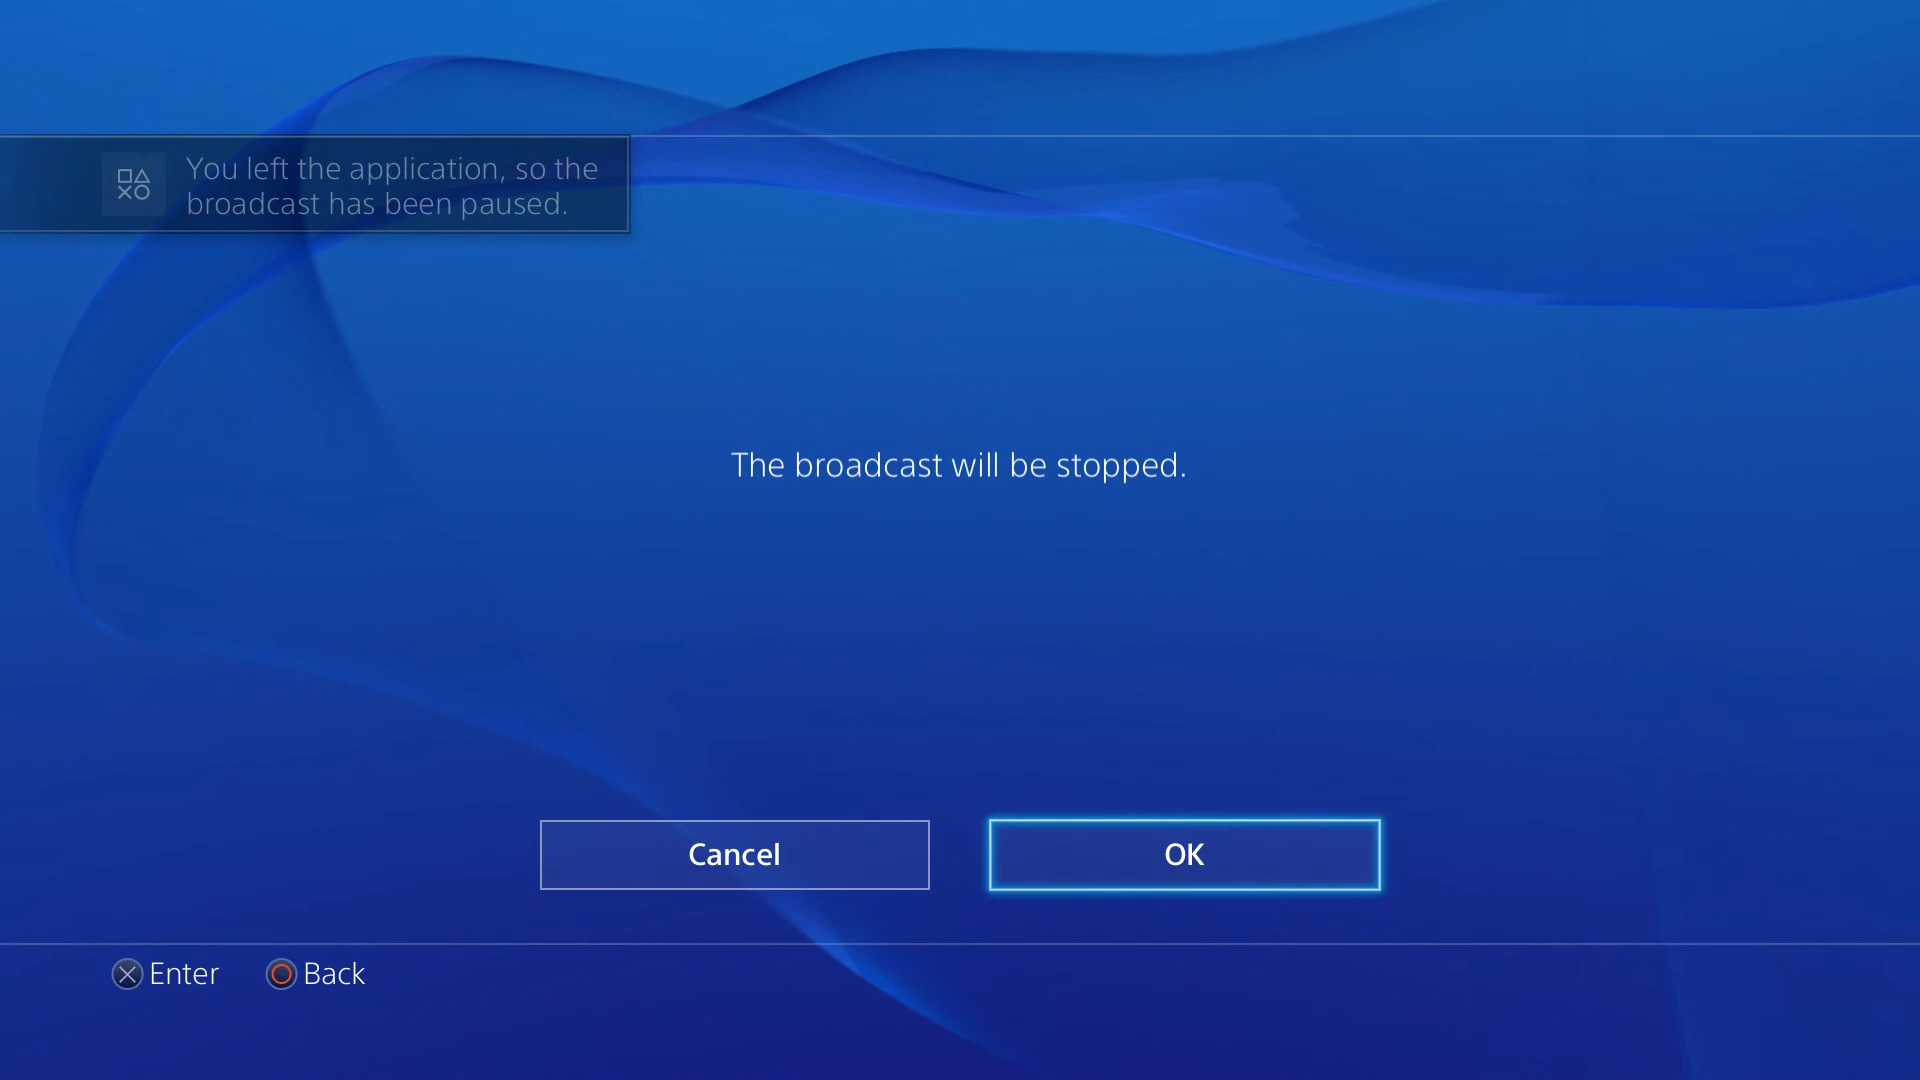 You left the application, so the
broadcast has been paused.
The broadcast will be stopped.
Cancel
OK
Enter
Back